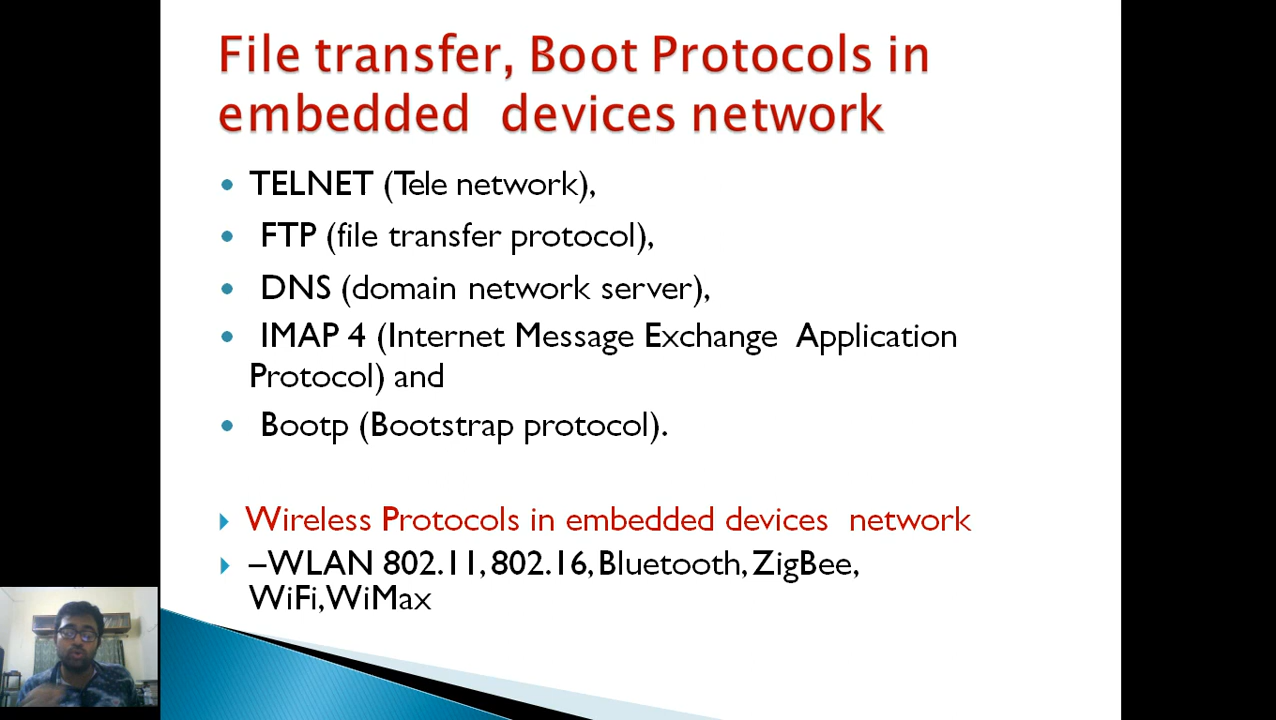 File transfer, Boot Protocols in
embedded devices network
• TELNET (Tele network),
• FTP (file transfer protocol),
• DNS (domain network server),
• IMAP 4 (Internet Message Exchange Application
Protocol) and
• Bootp (Bootstrap protocol).
Wireless Protocols in embedded devices network
–WLAN 802.11, 802.16, Bluetooth, ZigBee,
WiFi, WiMax